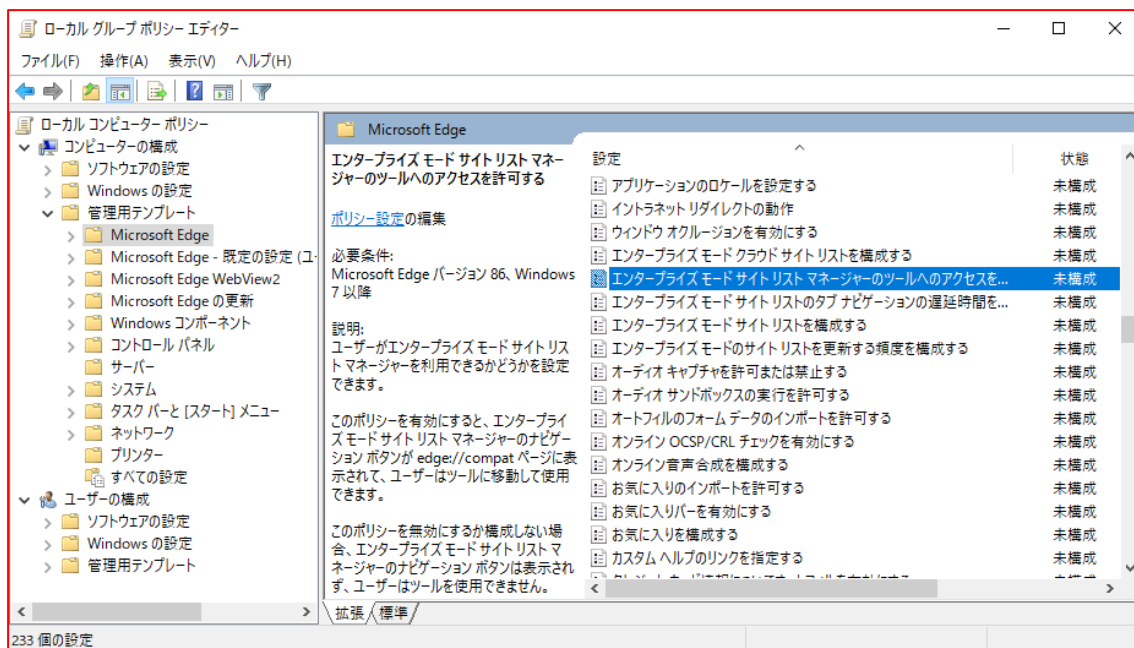 ローカル グループ ポリシー エディター
ファイル(F) 操作(A) 表示(V) ヘルプ(H)
ローカル コンピューター ポリシー
コンピューターの構成
ソフトウェアの設定
Windows の設定
管理用テンプレート
Microsoft Edge
Microsoft Edge - 既定の設定 (ユ
Microsoft Edge WebView2
Microsoft Edge の更新
Windows コンポーネント
コントロール パネル
サーバー
システム
タスク バーと [スタート] メニュー
ネットワーク
プリンター
すべての設定
ユーザーの構成
ソフトウェアの設定
Windows の設定
管理用テンプレート
Microsoft Edge
エンタープライズ モード サイト リスト マネー
ジャーのツールへのアクセスを許可する
ポリシー設定の編集
必要条件:
Microsoft Edge バージョン 86、Windows
7 以降
説明:
ユーザーがエンタープライズ モード サイト リス
ト マネージャーを利用できるかどうかを設定
できます。
このポリシーを有効にすると、エンタープライ
ズ モード サイト リスト マネージャーのナビゲー
ション ボタンが edge://compat ページに表
示されて、ユーザーはツールに移動して使用
できます。
このポリシーを無効にするか構成しない場
合、エンタープライズ モード サイト リスト マ
ネージャーのナビゲーション ボタンは表示され
ず、ユーザーはツールを使用できません。
設定 状態
アプリケーションのロケールを設定する 未構成
イントラネット リダイレクトの動作 未構成
ウィンドウ オクルージョンを有効にする 未構成
エンタープライズ モード クラウド サイト リストを構成する 未構成
エンタープライズ モード サイト リスト マネージャーのツールへのアクセスを... 未構成
エンタープライズ モード サイト リストのタブ ナビゲーションの遅延時間を... 未構成
エンタープライズ モード サイト リストを構成する 未構成
エンタープライズ モードのサイト リストを更新する頻度を構成する 未構成
オーディオ キャプチャを許可または禁止する 未構成
オーディオ サンドボックスの実行を許可する 未構成
オートフィルのフォーム データのインポートを許可する 未構成
オンライン OCSP/CRL チェックを有効にする 未構成
オンライン音声合成を構成する 未構成
お気に入りのインポートを許可する 未構成
お気に入りバーを有効にする 未構成
お気に入りを構成する 未構成
カスタム ヘルプのリンクを指定する 未構成
拡張 標準
233 個の設定